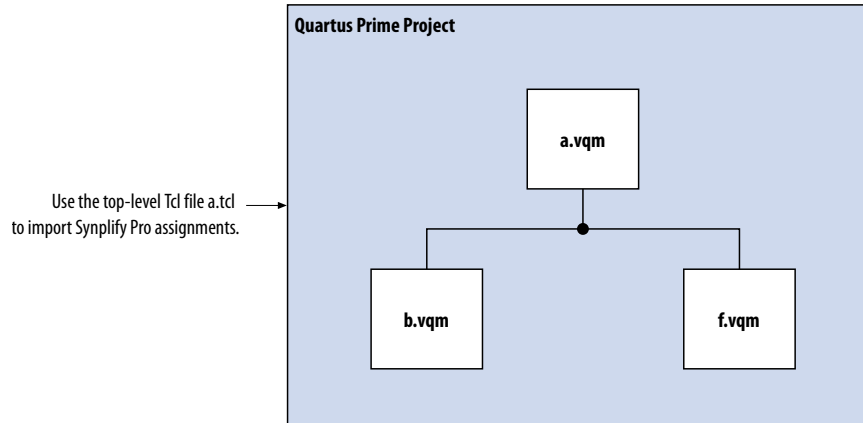 Quartus Prime Project
a.vqm
Use the top-level Tcl file a.tcl
to import Synplify Pro assignments.
b.vqm
f.vqm